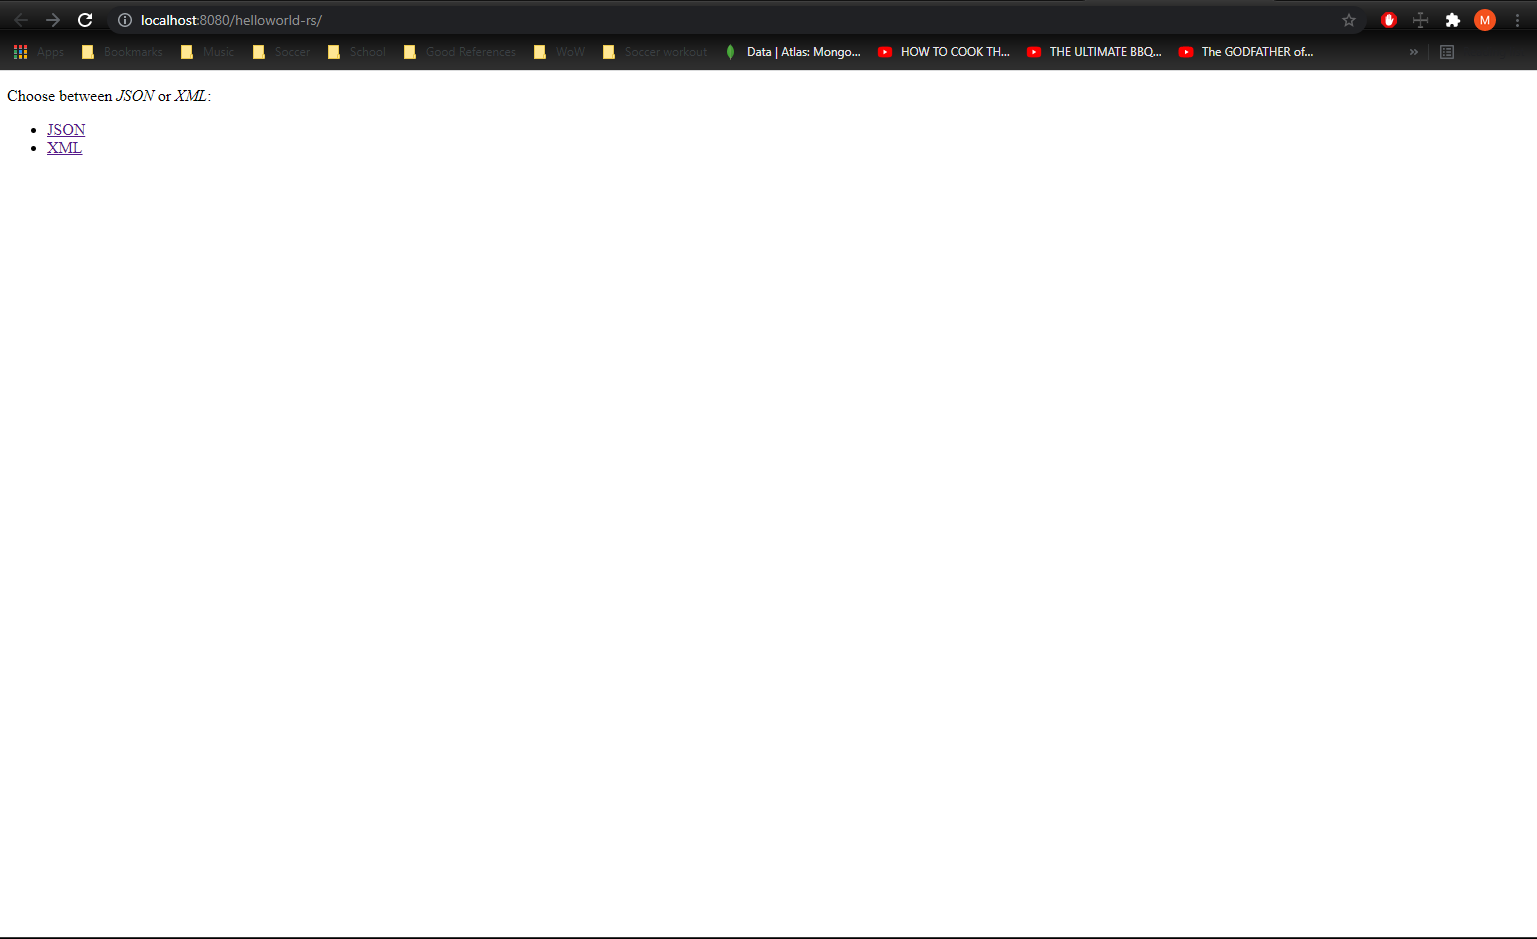 localhost:8080/helloworld-rs/
M
Apps Bookmarks Music Soccer School Good References WoW Soccer workout Data | Atlas: Mongo... HOW TO COOK TH... THE ULTIMATE BBQ... The GODFATHER of... »
Choose between JSON or XML:
• JSON
• XML